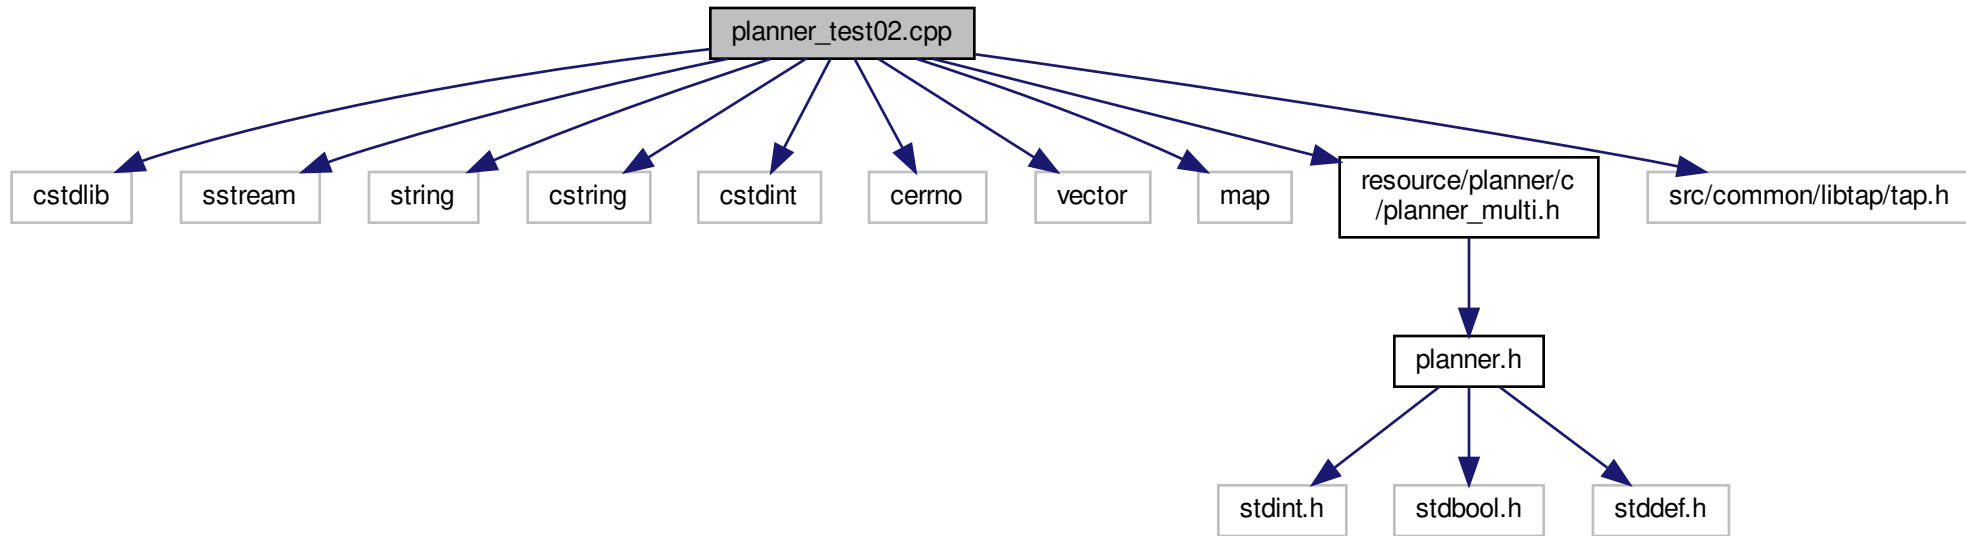 planner_test02.cpp
cstdlib
sstream
string
cstring
cstdint
cerrno
vector
map
resource/planner/c
/planner_multi.h
src/common/libtap/tap.h
planner.h
stdint.h
stdbool.h
stddef.h